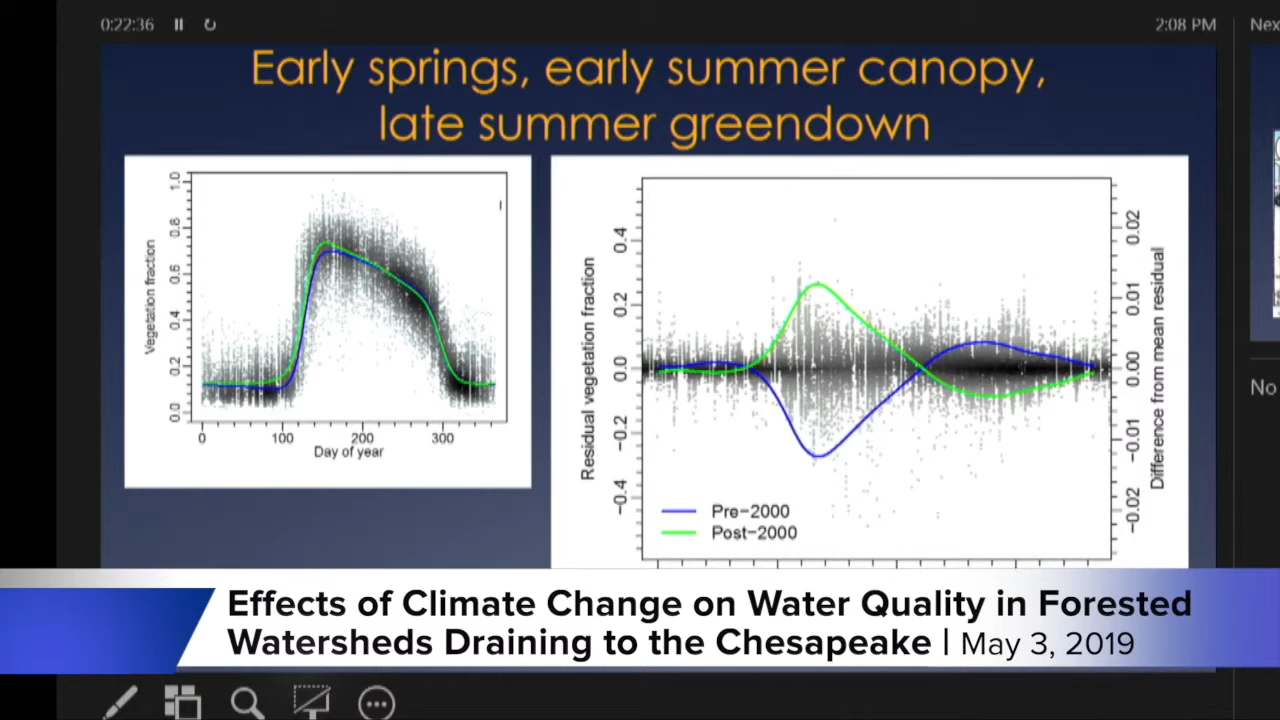 0:22:36
2:08 PM
Nex
Early springs, early summer canopy,
late summer greendown
Vegetation fraction
1.0
0.8
0.6
0.4
0.2
0.0
0 100 200 300
Day of year
Residual vegetation fraction
0.4
0.2
0.0
−0.2
−0.4
Pre−2000
Post−2000
0.02
0.01
0.00
−0.01
−0.02
Difference from mean residual
No
Effects of Climate Change on Water Quality in Forested
Watersheds Draining to the Chesapeake | May 3, 2019